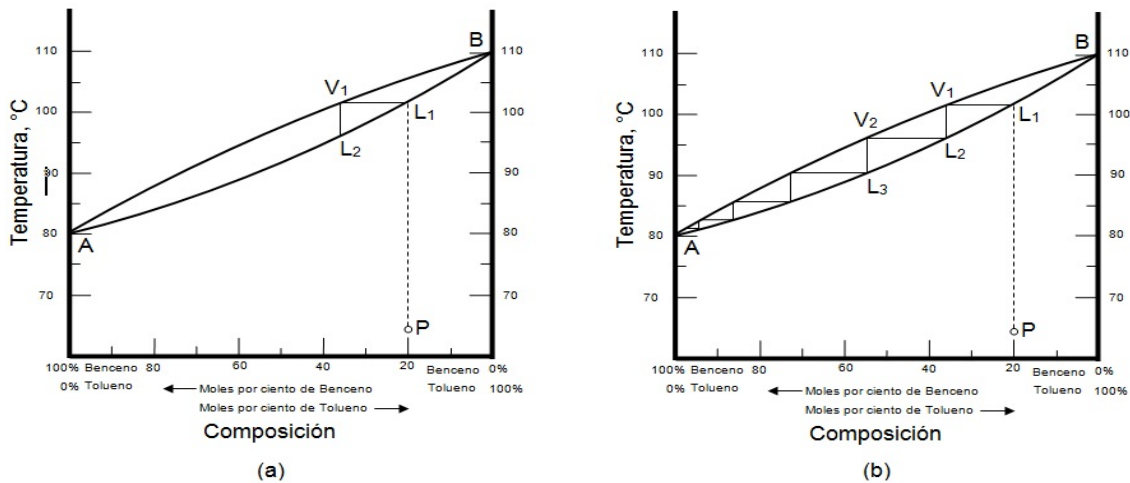 Temperatura, °C
110
100
90
80
70
B
V1
L1
L2
A
P
110
100
90
80
70
100% Benceno
0% Tolueno
80
60
40
20
Benceno 0%
Tolueno 100%
Moles por ciento de Benceno
Moles por ciento de Tolueno
Composición
(a)
Temperatura, °C
110
100
90
80
70
B
V1
V2
L1
L2
L3
A
P
110
100
90
80
70
100% Benceno
0% Tolueno
80
60
40
20
Benceno 0%
Tolueno 100%
Moles por ciento de Benceno
Moles por ciento de Tolueno
Composición
(b)